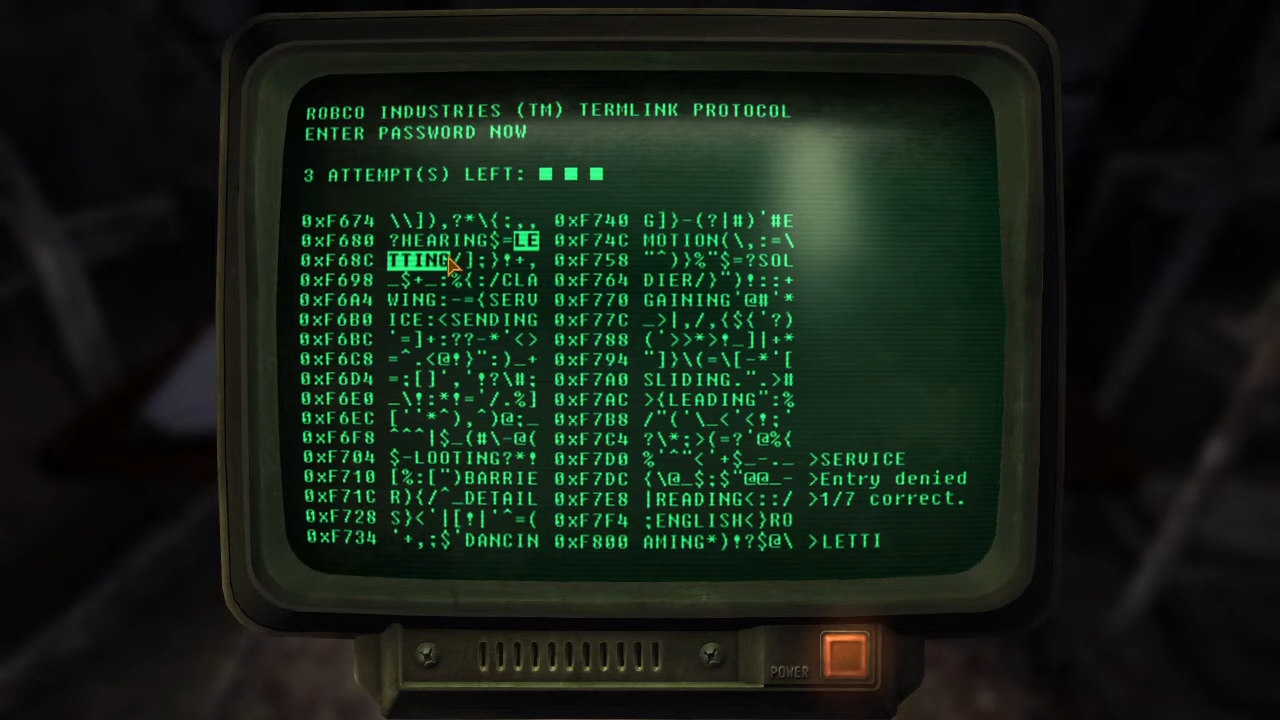 ROBCO INDUSTRIES (TM) TERMLINK PROTOCOL
ENTER PASSWORD NOW
3 ATTEMPT(S) LEFT: ■ ■ ■
0xF674 \\]),?*\{;,, 0xF740 G]}-(?|#)'#E
0xF680 ?HEARING$=LE 0xF74C MOTION(\,:=\
0xF68C TTING/];}!+, 0xF758 "^)}%"$=?SOL
0xF698 _$+_:%{:/CLA 0xF764 DIER/}")!::+
0xF6A4 WING:-={SERV 0xF770 GAINING'@#'*
0xF6B0 ICE:<SENDING 0xF77C _>|,/,{${'?)
0xF6BC '=]+:??-*'<> 0xF788 ('>>*>!_]|+*
0xF6C8 =^.<@!}":)_+ 0xF794 "]}\(=\[-*'[
0xF6D4 =;[]','!?\#; 0xF7A0 SLIDING.".>#
0xF6E0 _\!:*!='/.%] 0xF7AC >{LEADING":%
0xF6EC [''*^),^)@;_ 0xF7B8 /"('\_<'<!;'
0xF6F8 ^^^|$_(#\-@( 0xF7C4 ?\*;>(=?'@%{
0xF704 $-LOOTING?*! 0xF7D0 %'^"<'+$_-._ >SERVICE
0xF710 [%:[")BARRIE 0xF7DC {\@_$;$"@@_- >Entry denied
0xF71C R){/^_DETAIL 0xF7E8 |READING<::/ >1/7 correct.
0xF728 S}<'|[!|'^=( 0xF7F4 ;ENGLISH<}RO
0xF734 '+,;$'DANCIN 0xF800 AMING*)!?$@\ >LETTI
POWER